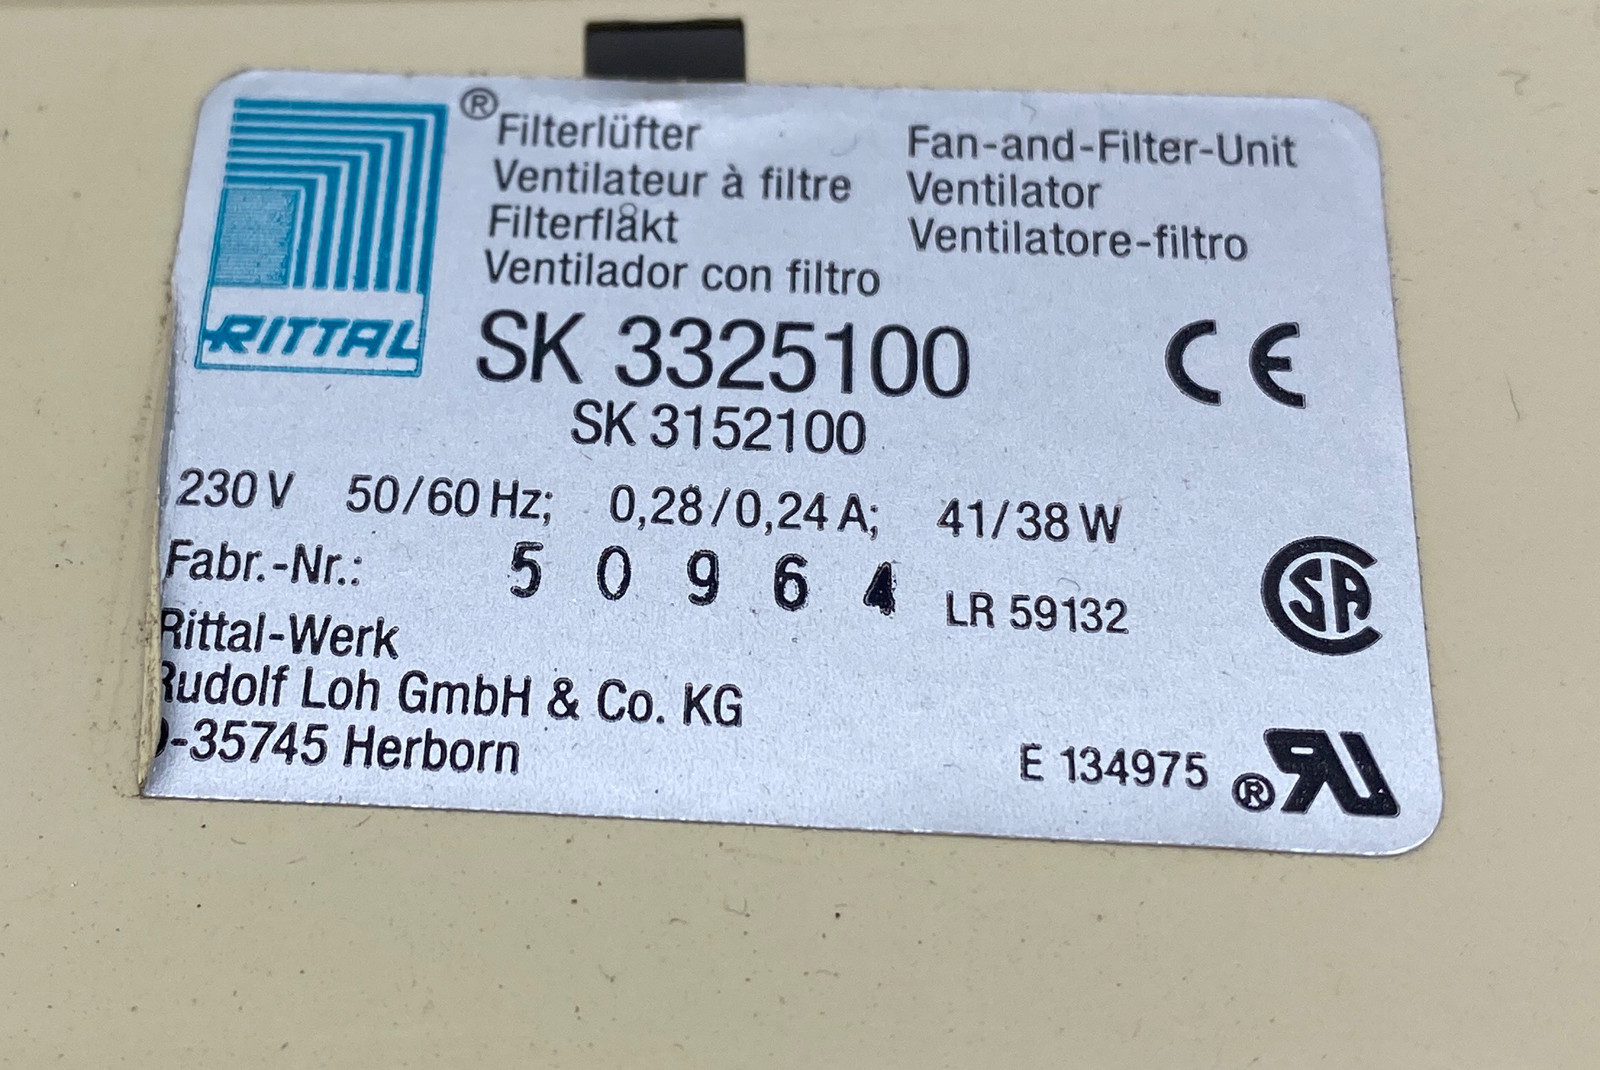 RITTAL
®
Filterlüfter
Ventilateur à filtre
Filterfläkt
Ventilador con filtro
Fan-and-Filter-Unit
Ventilator
Ventilatore-filtro
SK 3325100
CE
SK 3152100
230 V 50/60 Hz; 0,28/0,24 A; 41/38 W
Fabr.-Nr.: 5 0 9 6 4 LR 59132
SA
Rittal-Werk
Rudolf Loh GmbH & Co. KG
D-35745 Herborn
E 134975 ®